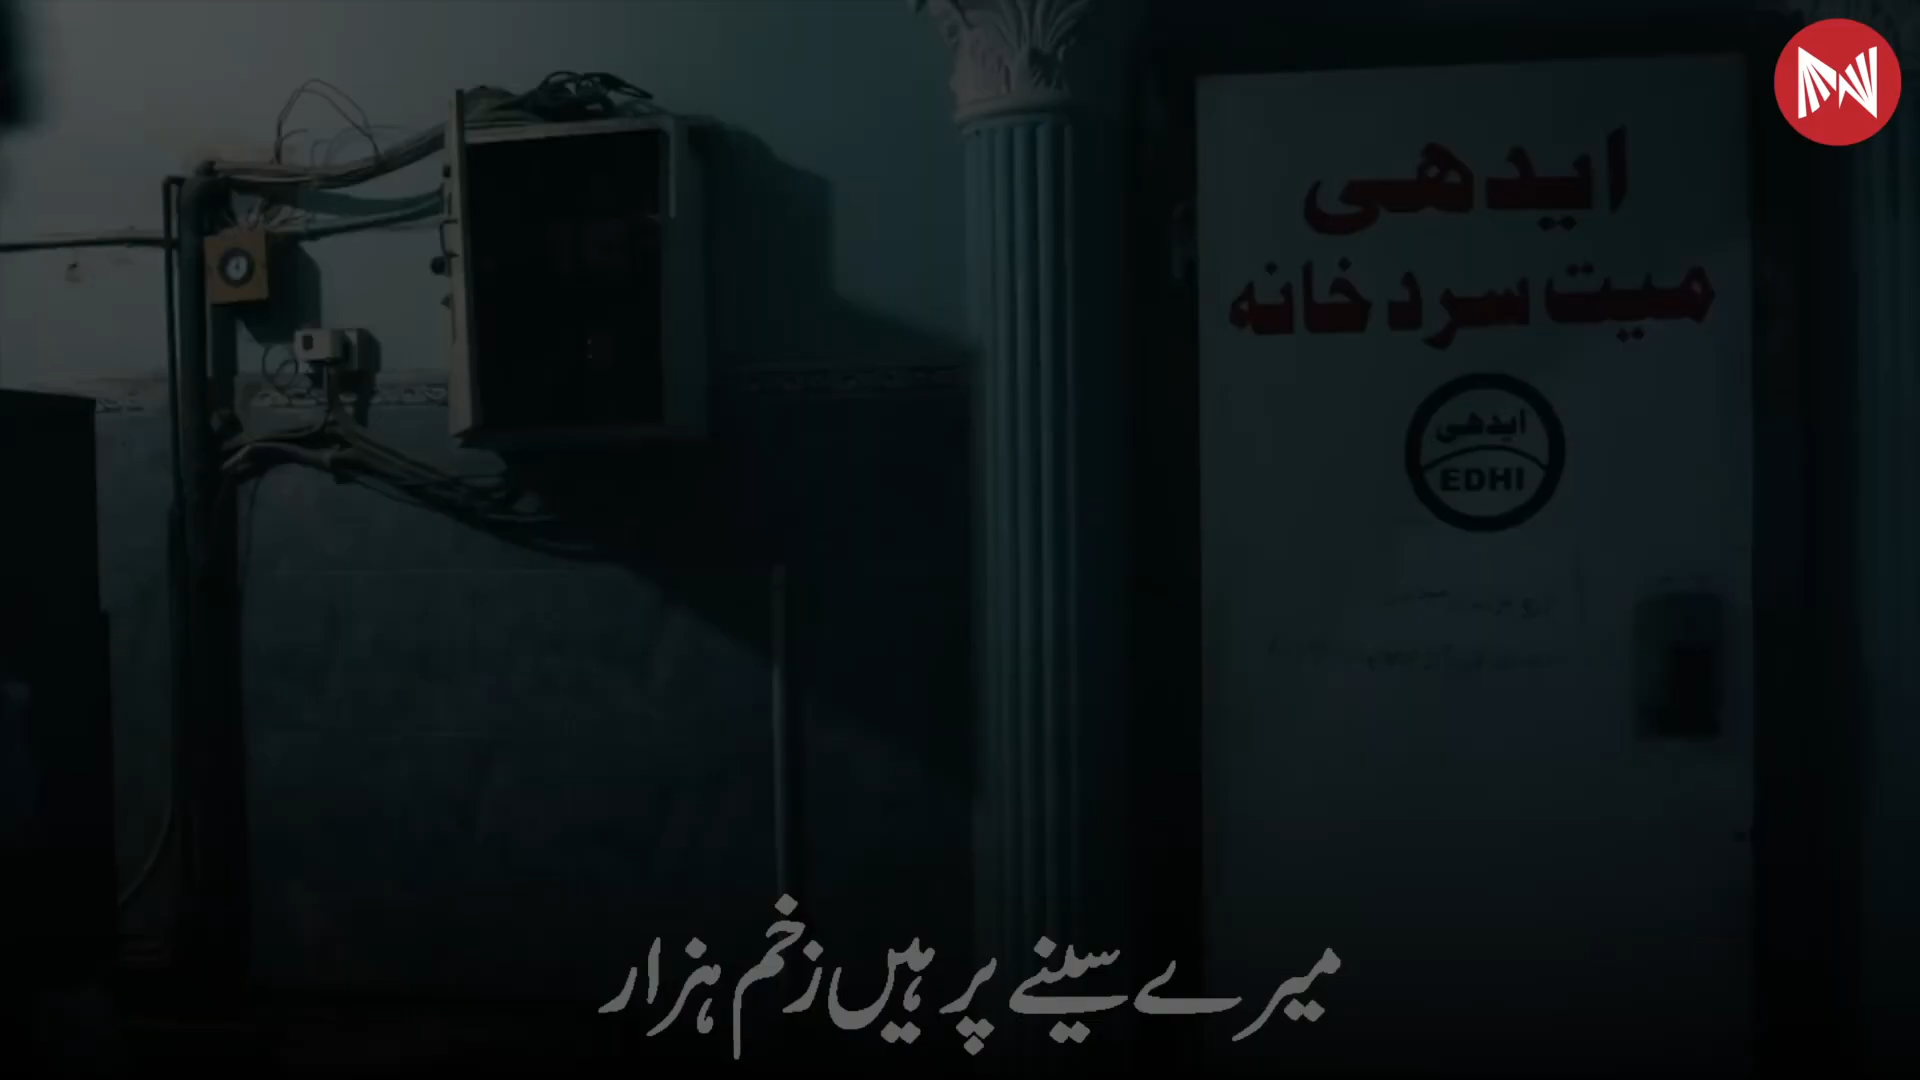 ایدھی
میت سرد خانہ
ایدھی
EDHI
میرے سینے پر ہیں زخم ہزار